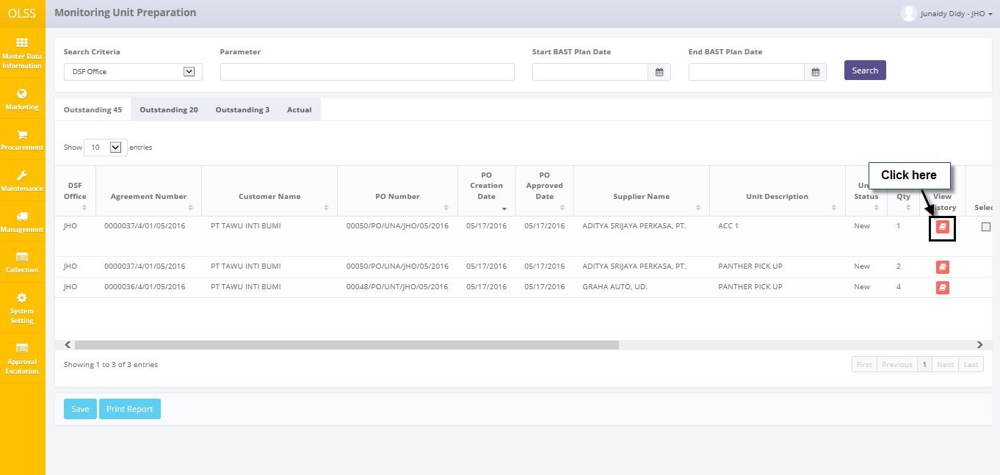 OLSS
Monitoring Unit Preparation
Junaidy Didy - JHO
Master Data
Information
Marketing
Procurement
Maintenance
Management
Collection
System
Setting
Approval
Escalation
Search Criteria
Parameter
Start BAST Plan Date
End BAST Plan Date
DSF Office
Search
Outstanding 45 Outstanding 20 Outstanding 3 Actual
Show 10 entries
Click here
DSF Office
Agreement Number
Customer Name
PO Number
PO Creation Date
PO Approved Date
Supplier Name
Unit Description
Status
Qty
View
Selec
JHO 0000037/4/01/05/2016 PT TAWU INTI BUMI 00050/PO/UNA/JHO/05/2016 05/17/2016 05/17/2016 ADITYA SRIJAYA PERKASA, PT. ACC 1 New 1
JHO 0000037/4/01/05/2016 PT TAWU INTI BUMI 00050/PO/UNA/JHO/05/2016 05/17/2016 05/17/2016 ADITYA SRIJAYA PERKASA, PT. PANTHER PICK UP New 2
JHO 0000036/4/01/05/2016 PT TAWU INTI BUMI 00048/PO/UNT/JHO/05/2016 05/17/2016 05/17/2016 GRAHA AUTO, UD. PANTHER PICK UP New 4
Showing 1 to 3 of 3 entries
First Previous 1 Next Last
Save Print Report